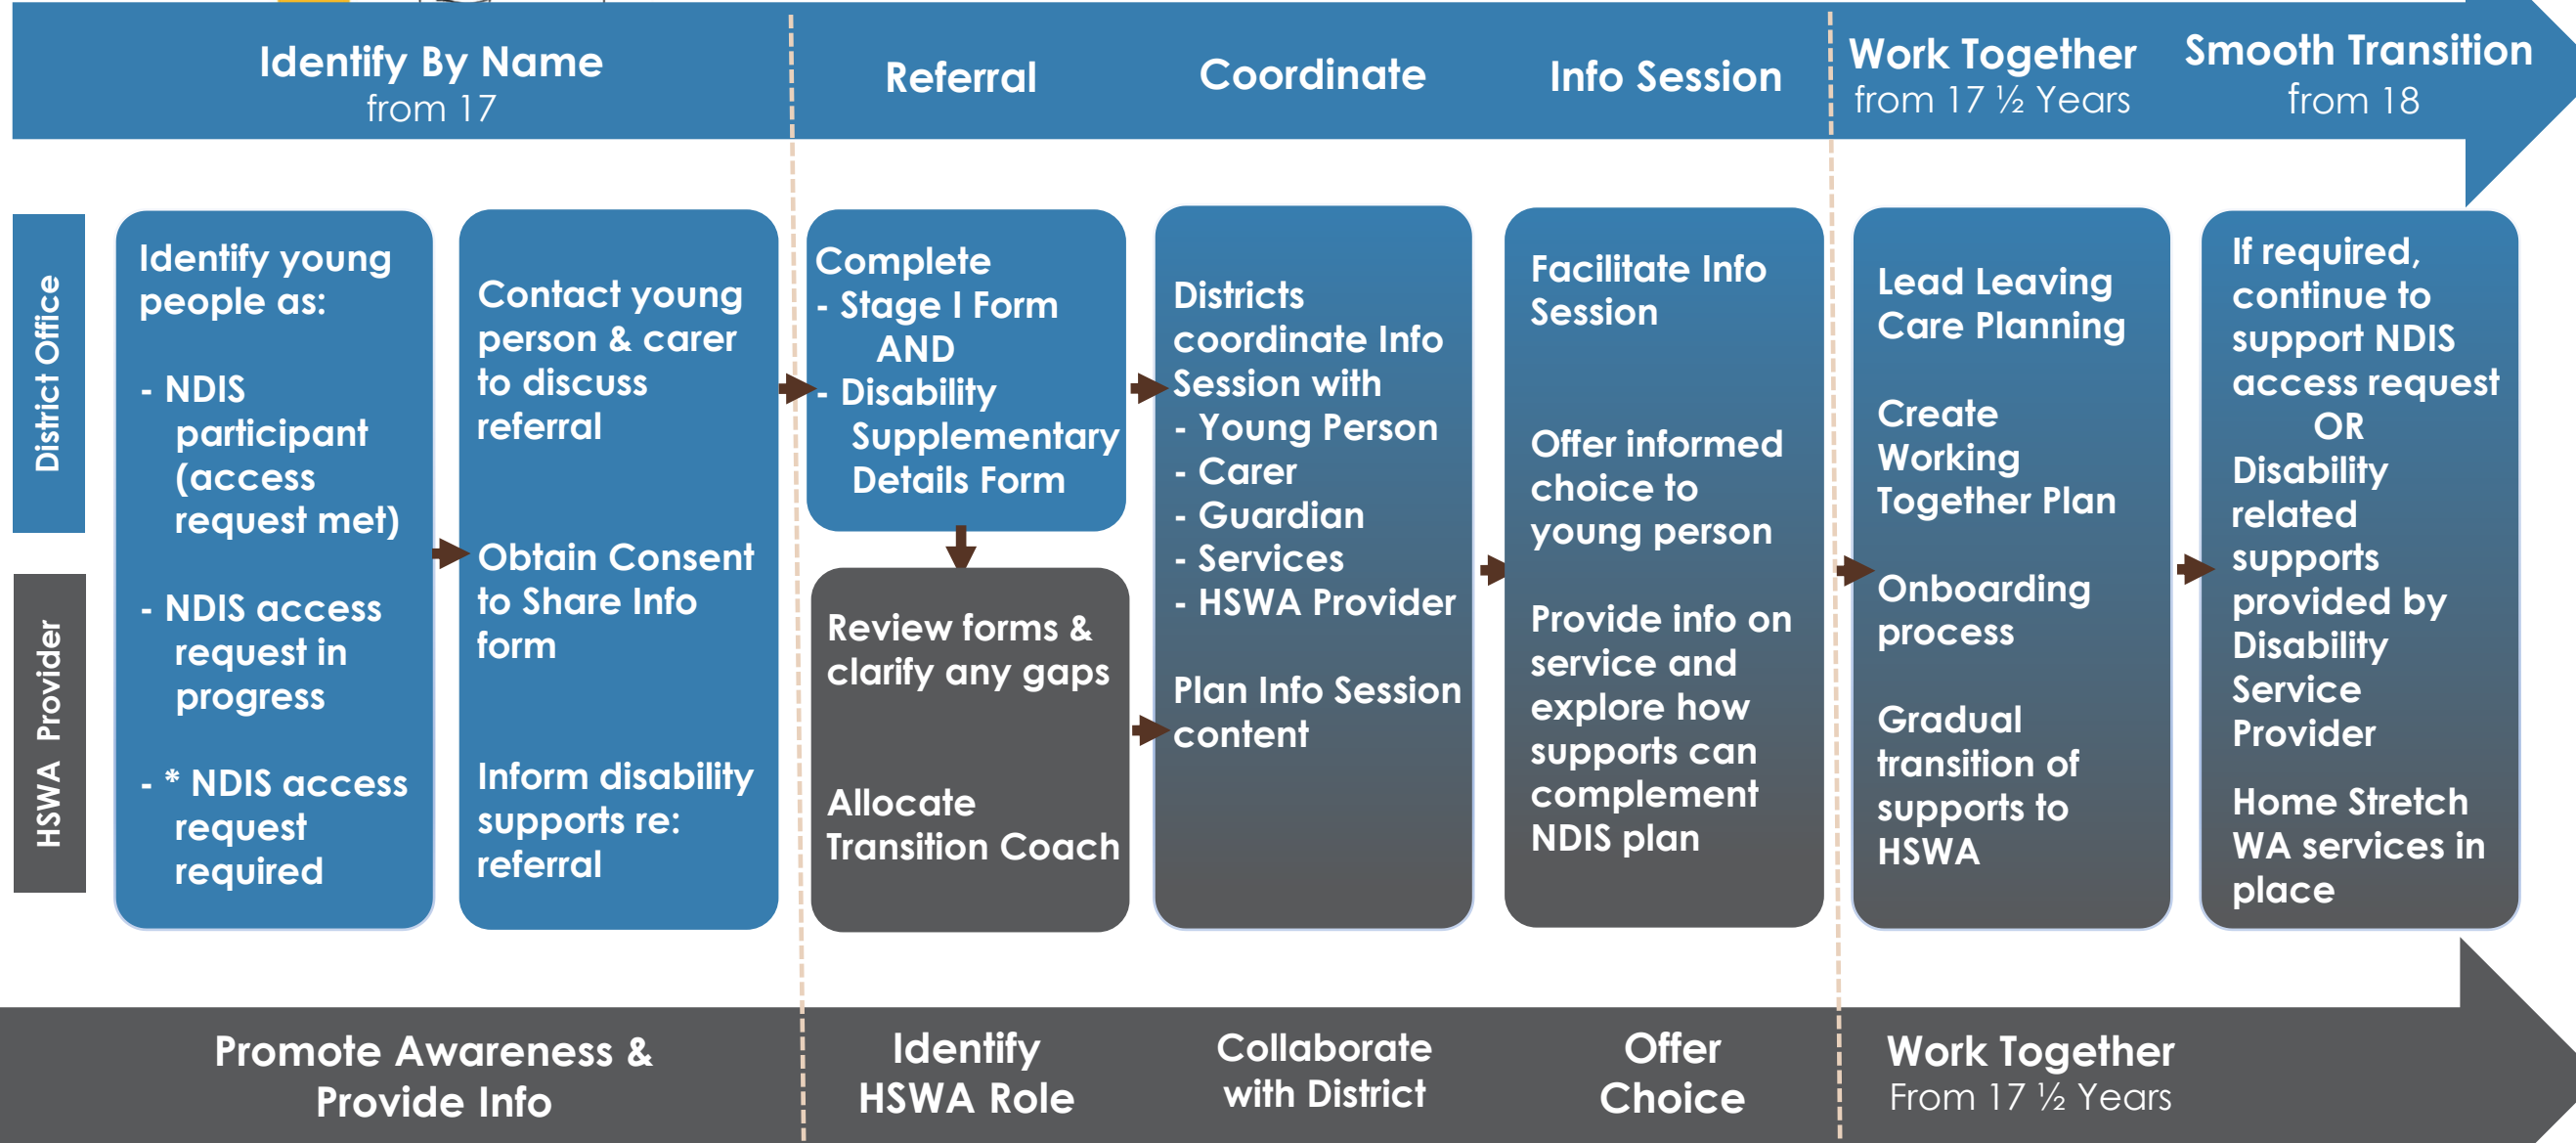 Identify By Name
from 17
Referral
Coordinate
Info Session
Work Together
from 17 ½ Years
Smooth Transition
from 18
District Office
HSWA Provider
Identify young
people as:
- NDIS
participant
(access
request met)
- NDIS access
request in
progress
- * NDIS access
request
required
Contact young
person & carer
to discuss
referral
Obtain Consent
to Share Info
form
Inform disability
supports re:
referral
Complete
- Stage I Form
AND
- Disability
Supplementary
Details Form
Review forms &
clarify any gaps
Allocate
Transition Coach
Districts
coordinate Info
Session with
- Young Person
- Carer
- Guardian
- Services
- HSWA Provider
Plan Info Session
content
Facilitate Info
Session
Offer informed
choice to
young person
Provide info on
service and
explore how
supports can
complement
NDIS plan
Lead Leaving
Care Planning
Create
Working
Together Plan
Onboarding
process
Gradual
transition of
supports to
HSWA
If required,
continue to
support NDIS
access request
OR
Disability
related
supports
provided by
Disability
Service
Provider
Home Stretch
WA services in
place
Promote Awareness &
Provide Info
Identify
HSWA Role
Collaborate
with District
Offer
Choice
Work Together
From 17 ½ Years